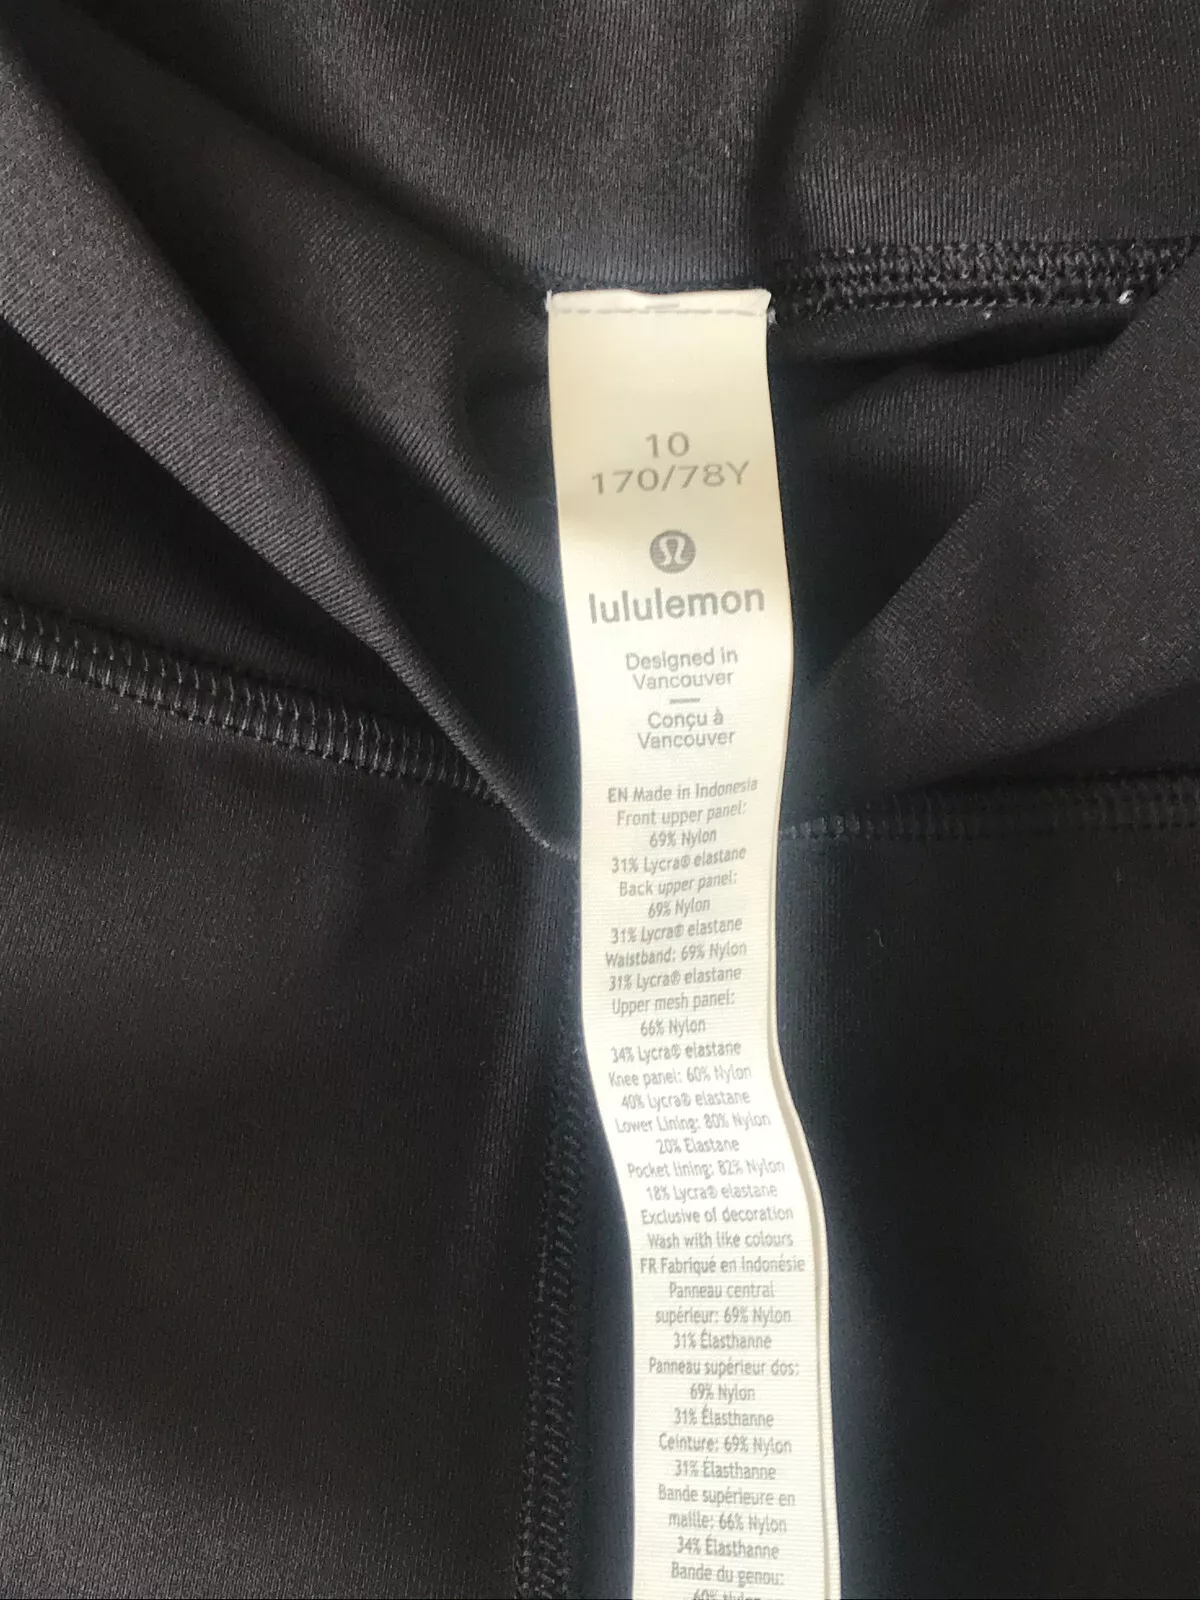 10
170/78Y
lululemon
Designed in
Vancouver
Conçu à
Vancouver
EN Made in Indonesia
Front upper panel:
69% Nylon
31% Lycra® elastane
Back upper panel:
69% Nylon
31% Lycra® elastane
Waistband: 69% Nylon
31% Lycra® elastane
Upper mesh panel:
66% Nylon
34% Lycra® elastane
Knee panel: 60% Nylon
40% Lycra® elastane
Lower Lining: 80% Nylon
20% Elastane
Pocket lining: 82% Nylon
18% Lycra® elastane
Exclusive of decoration
Wash with like colours
FR Fabriqué en Indonésie
Panneau central
supérieur: 69% Nylon
31% Élasthanne
Panneau supérieur dos:
69% Nylon
31% Élasthanne
Ceinture: 69% Nylon
31% Élasthanne
Bande supérieure en
maille: 66% Nylon
34% Élasthanne
Bande du genou:
60% Nylon